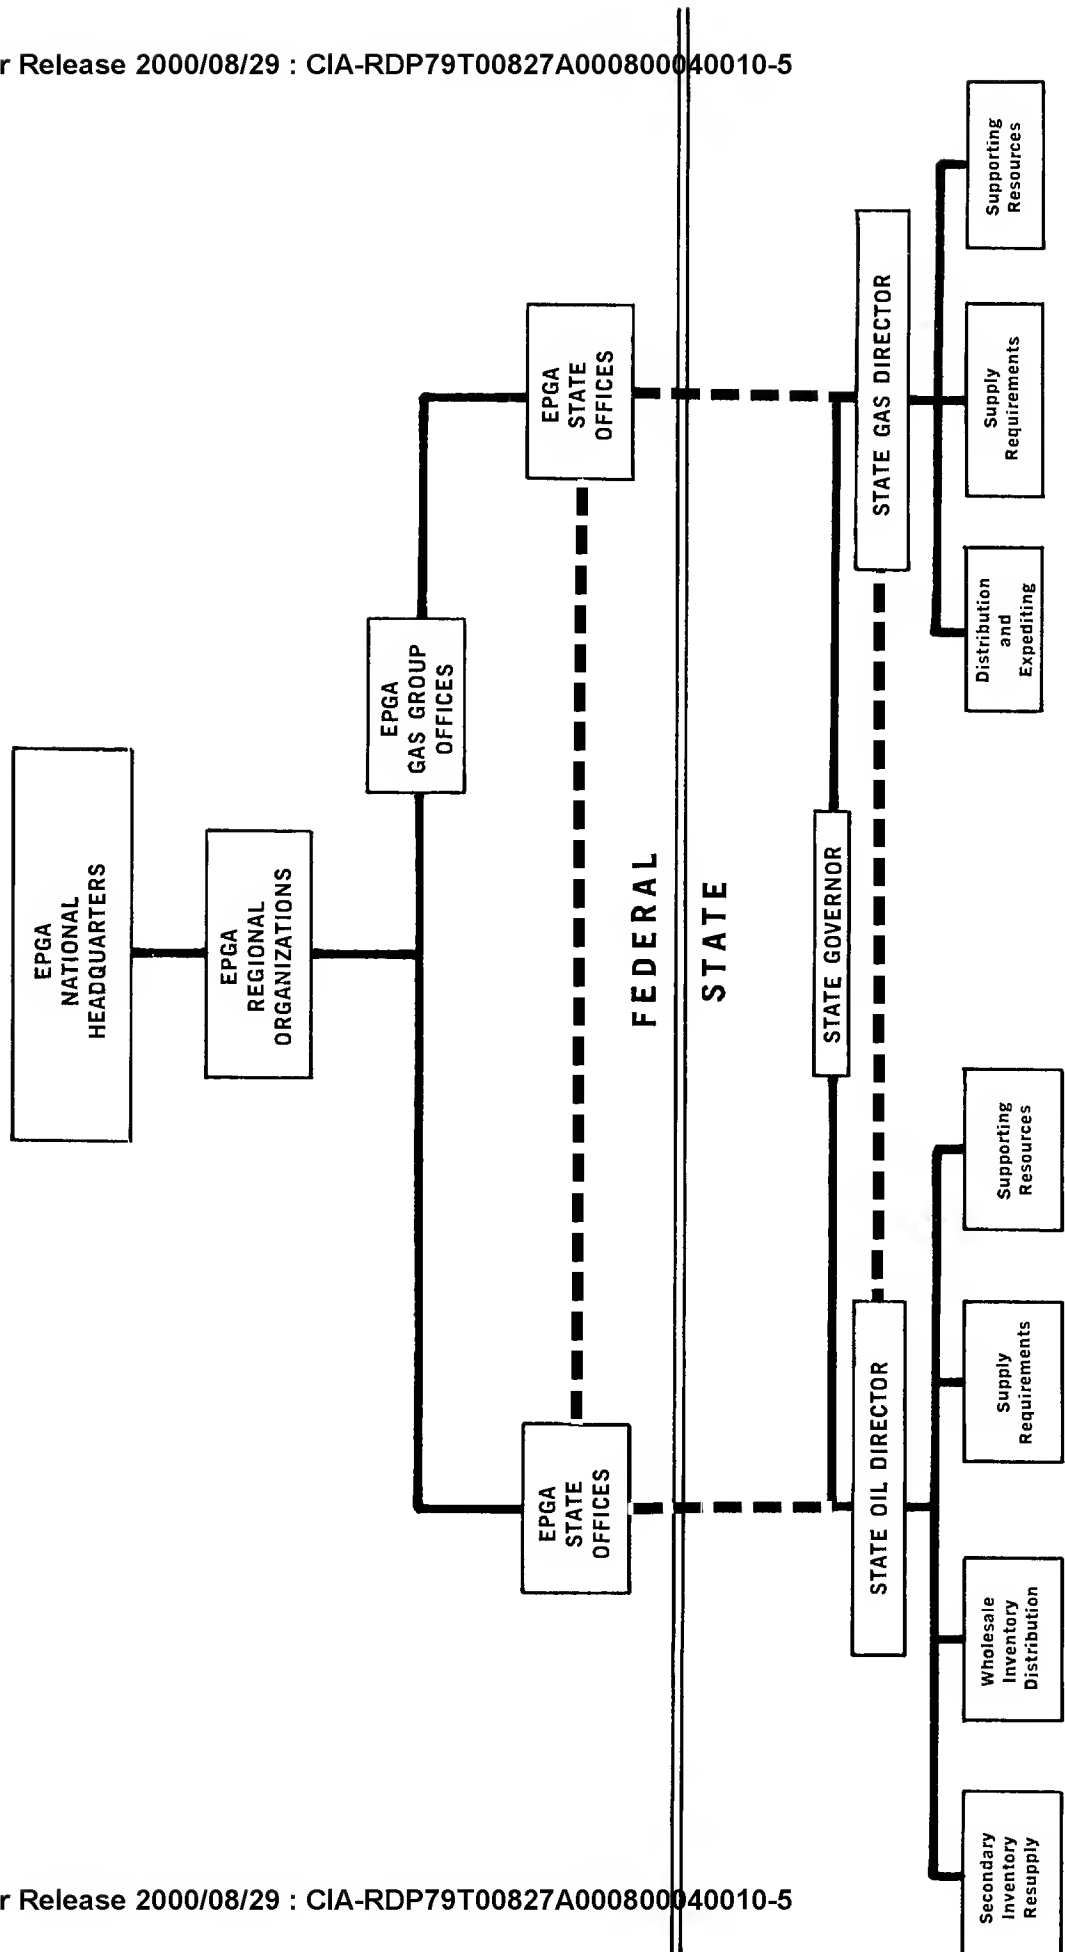 r Release 2000/08/29 : CIA-RDP79T00827A000800040010-5
EPGA
NATIONAL
HEADQUARTERS
EPGA
REGIONAL
ORGANIZATIONS
EPGA
GAS GROUP
OFFICES
EPGA
STATE
OFFICES
EPGA
STATE
OFFICES
FEDERAL
STATE
STATE GOVERNOR
STATE OIL DIRECTOR
STATE GAS DIRECTOR
Secondary
Inventory
Resupply
Wholesale
Inventory
Distribution
Supply
Requirements
Supporting
Resources
Distribution
and
Expediting
Supply
Requirements
Supporting
Resources
r Release 2000/08/29 : CIA-RDP79T00827A000800040010-5